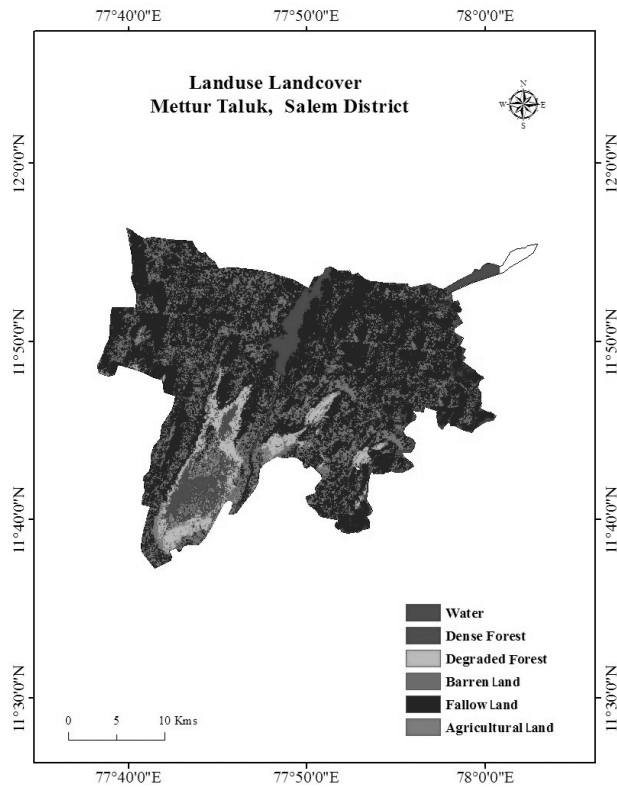 77°40'0"E 77°50'0"E 78°0'0"E
Landuse Landcover
Mettur Taluk, Salem District
N
W E
S
12°0'0"N 12°0'0"N
11°50'0"N 11°50'0"N
11°40'0"N 11°40'0"N
Water
Dense Forest
Degraded Forest
Barren Land
Fallow Land
Agricultural Land
11°30'0"N 11°30'0"N
0 5 10 Kms
77°40'0"E 77°50'0"E 78°0'0"E